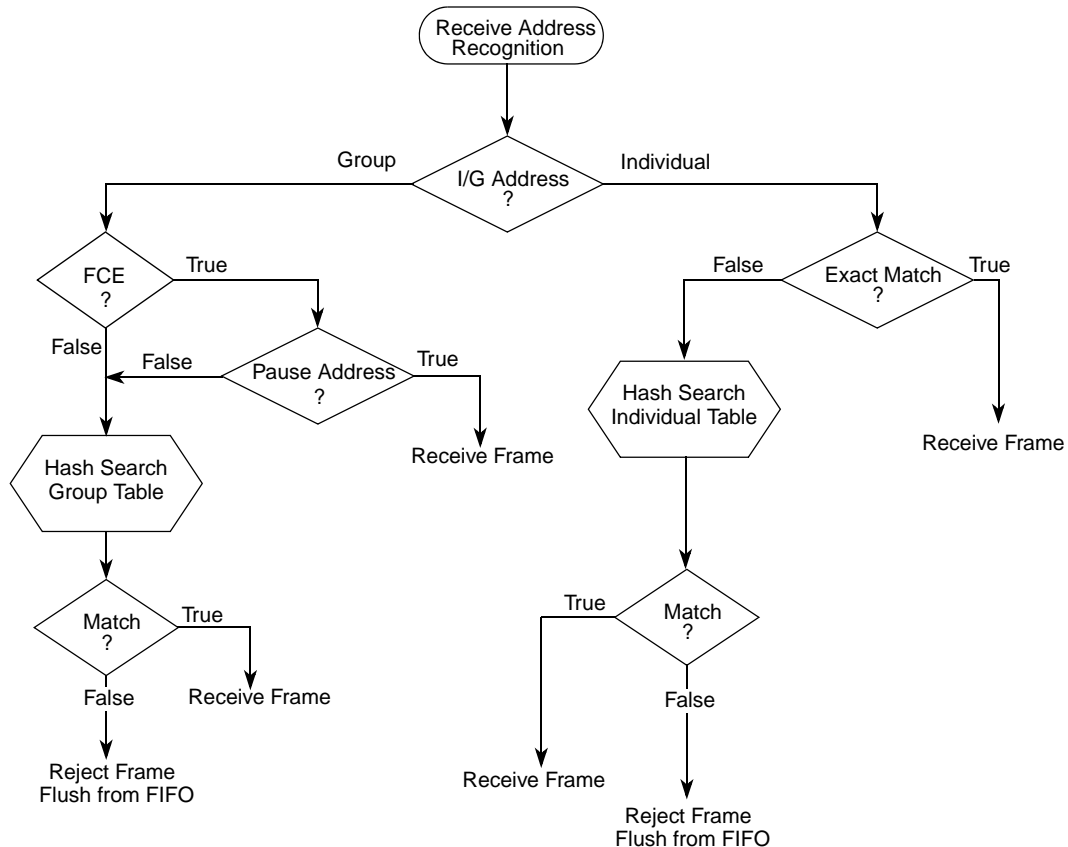 Receive Address
Recognition
Group
I/G Address
?
Individual
FCE
?
True
False
False
Pause Address
?
True
Receive Frame
Hash Search
Group Table
Match
?
True
False
Receive Frame
Reject Frame
Flush from FIFO
False
Exact Match
?
True
Hash Search
Individual Table
Receive Frame
True
Match
?
False
Receive Frame
Reject Frame
Flush from FIFO